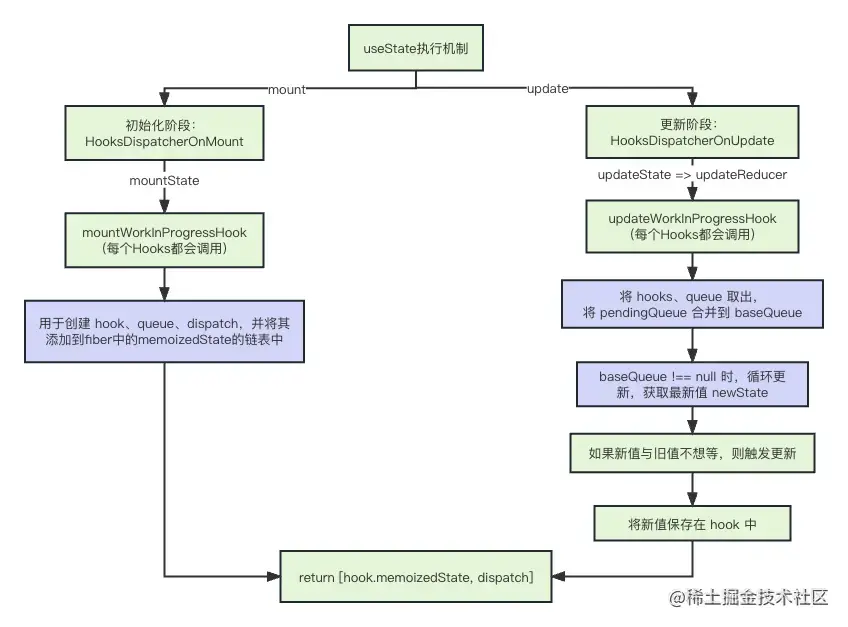 useState执行机制
mount
update
初始化阶段：
HooksDispatcherOnMount
mountState
mountWorkInProgressHook
（每个Hooks都会调用）
用于创建 hook、queue、dispatch，并将其
添加到fiber中的memoizedState的链表中
更新阶段：
HooksDispatcherOnUpdate
updateState => updateReducer
updateWorkInProgressHook
（每个Hooks都会调用）
将 hooks、queue 取出，
将 pendingQueue 合并到 baseQueue
baseQueue !== null 时，循环更
新，获取最新值 newState
如果新值与旧值不想等，则触发更新
将新值保存在 hook 中
return [hook.memoizedState, dispatch]
@稀土掘金技术社区